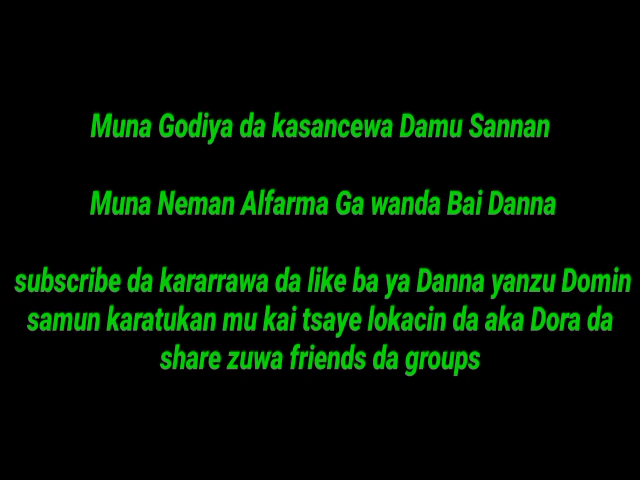 Muna Godiya da kasancewa Damu Sannan
Muna Neman Alfarma Ga wanda Bai Danna
subscribe da kararrawa da like ba ya Danna yanzu Domin
samun karatukan mu kai tsaye lokacin da aka Dora da
share zuwa friends da groups